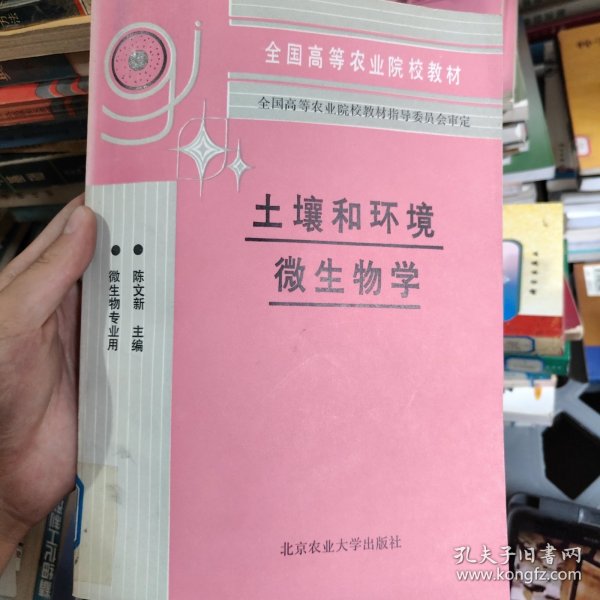 全国高等农业院校教材
全国高等农业院校教材指导委员会审定
土壤和环境
微生物学
● 陈文新 主编
● 微生物专业用
北京农业大学出版社
孔夫子旧书网
www.kongfz.com